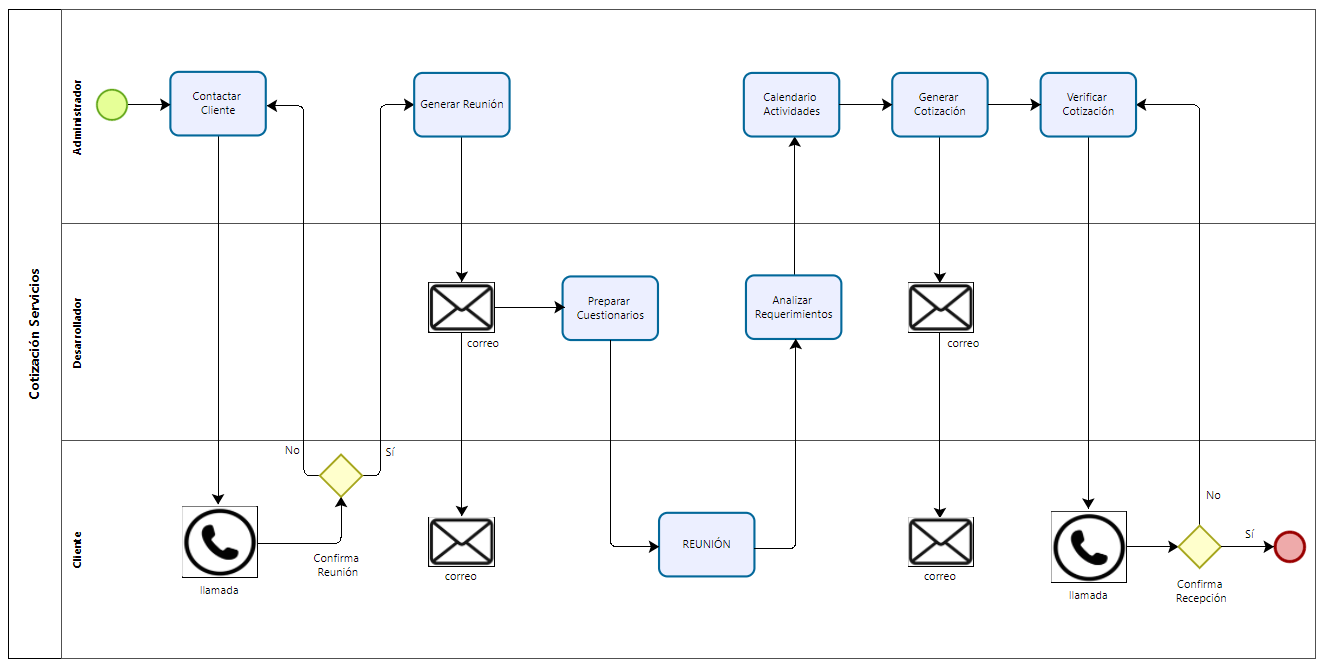 Cotización Servicios
Administrador
Contactar
Cliente
Generar Reunión
Calendario
Actividades
Generar
Cotización
Verificar
Cotización
Desarrollador
correo
Preparar
Cuestionarios
Analizar
Requerimientos
correo
Cliente
No
Sí
llamada
Confirma
Reunión
correo
REUNIÓN
correo
llamada
No
Sí
Confirma
Recepción